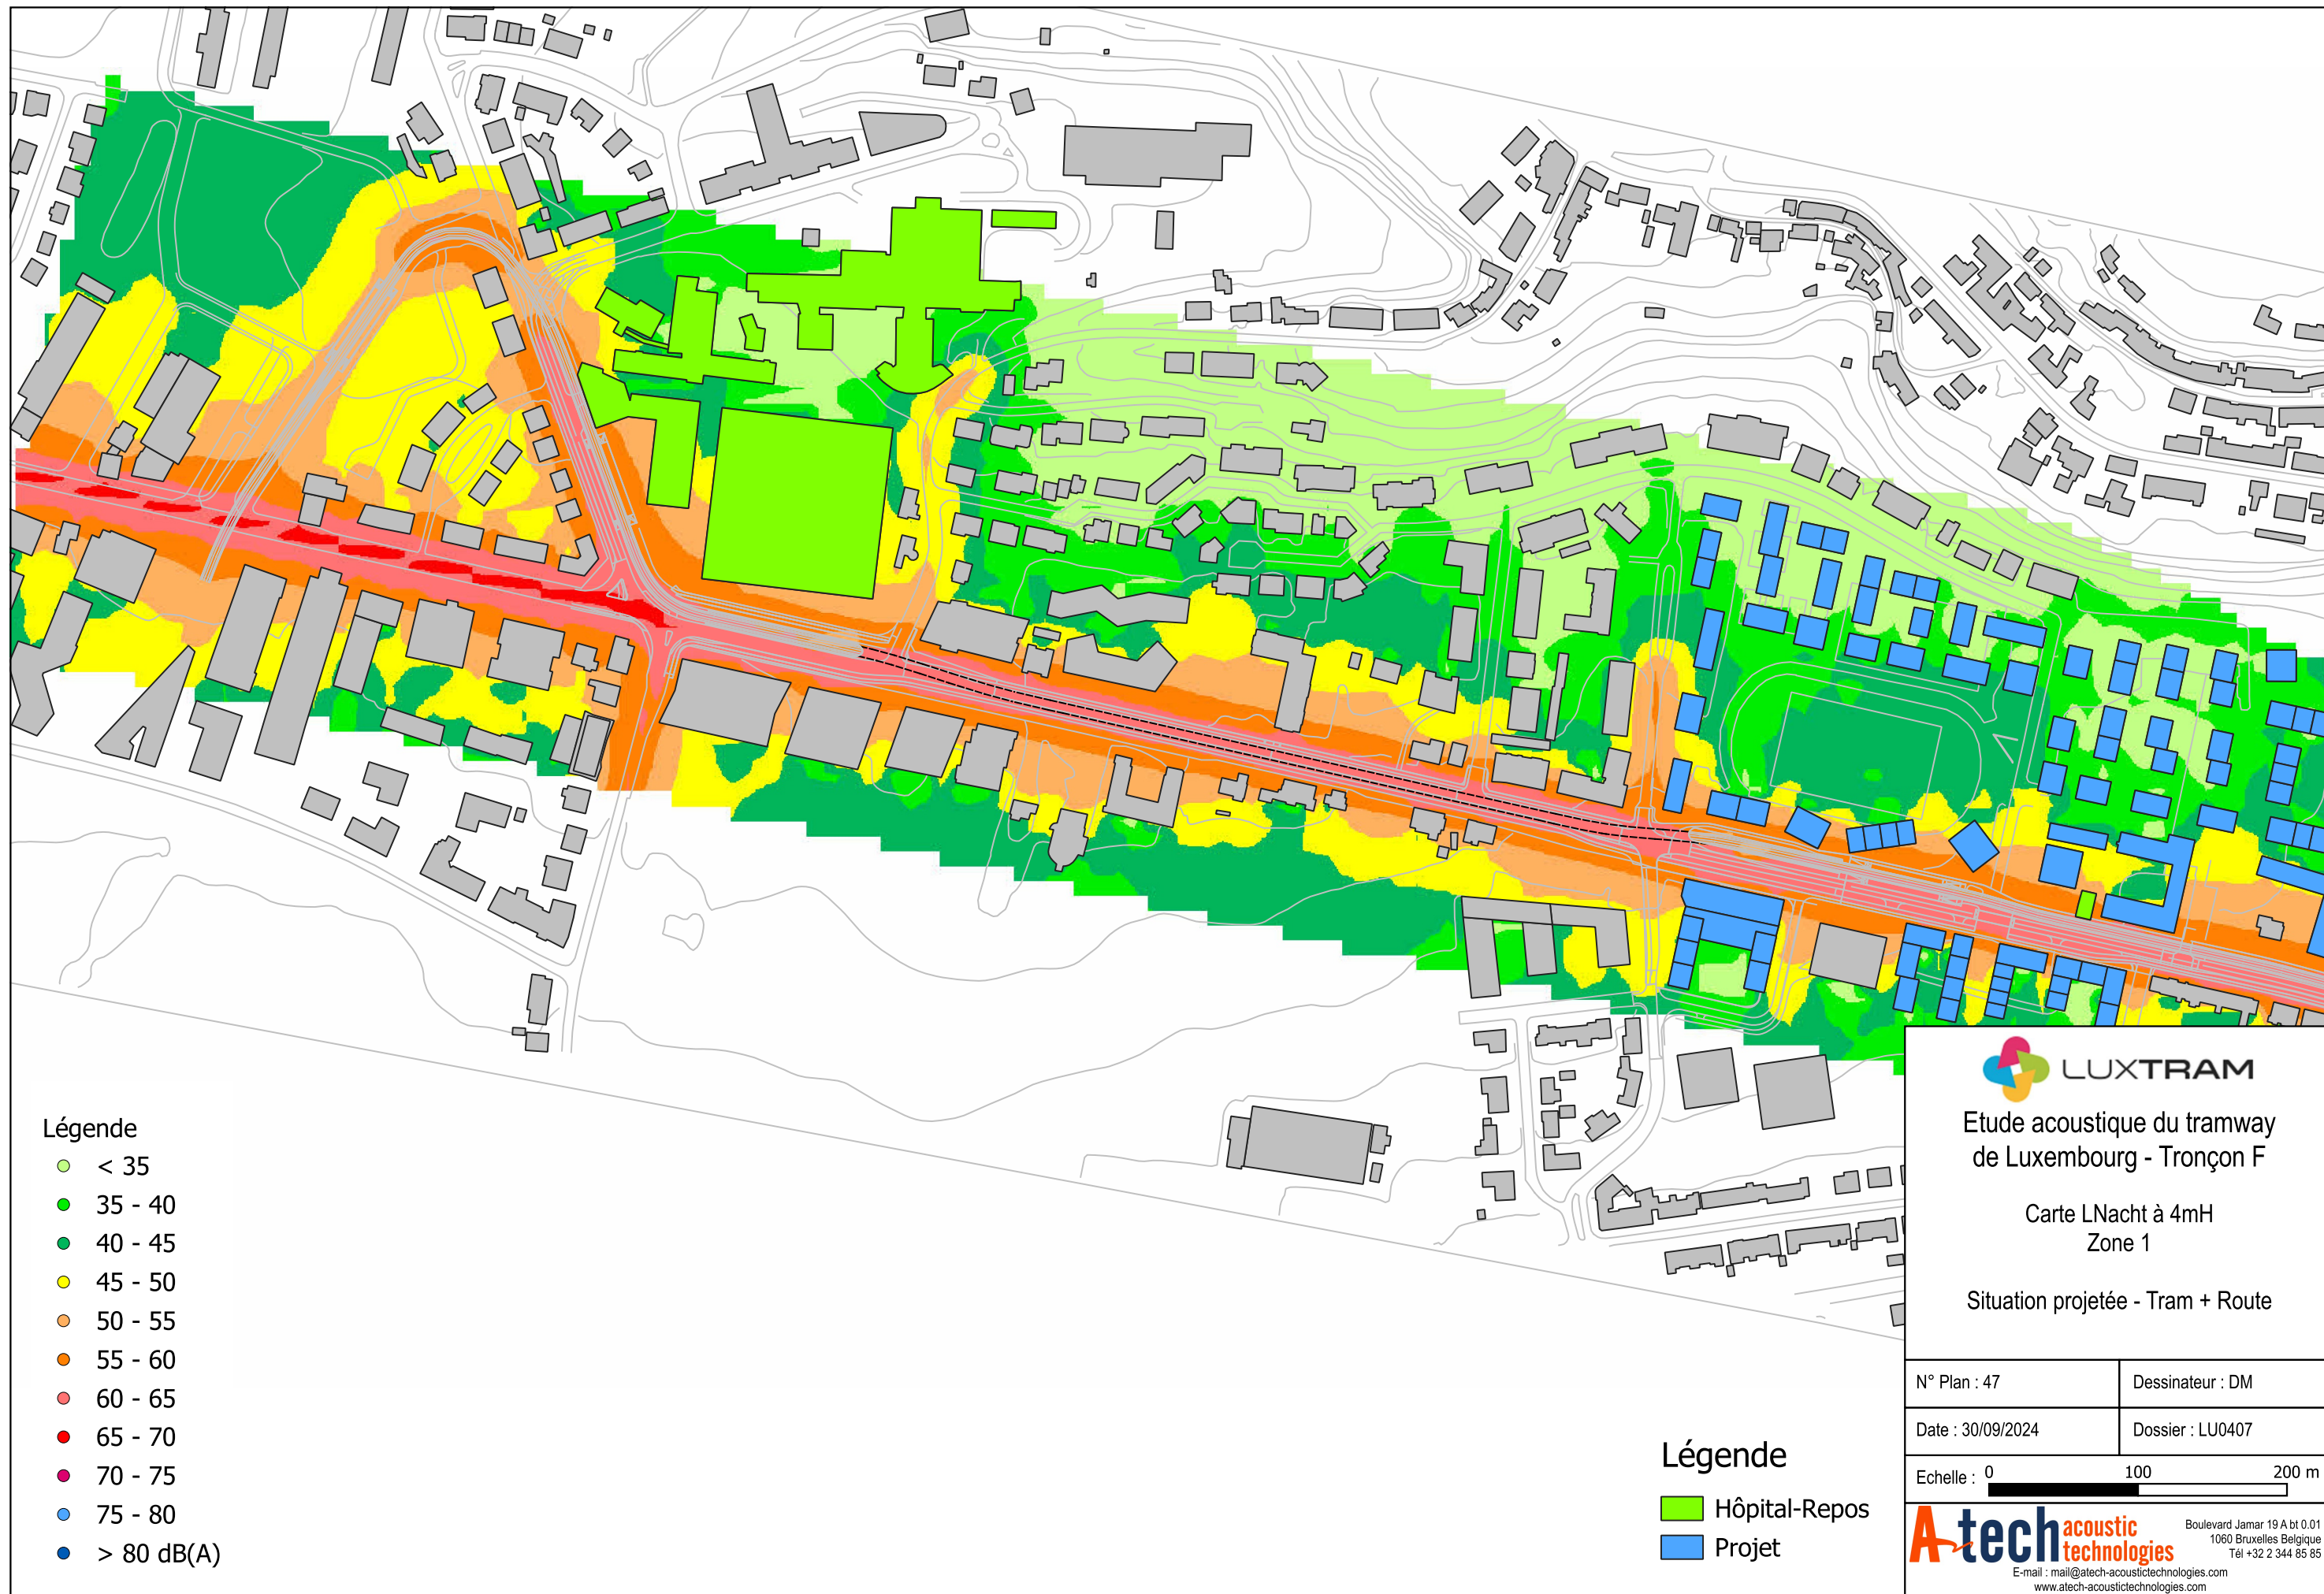 Légende
< 35
35 - 40
40 - 45
45 - 50
50 - 55
55 - 60
60 - 65
65 - 70
70 - 75
75 - 80
> 80 dB(A)
Légende
Hôpital-Repos
Projet
LUXTRAM
Etude acoustique du tramway
de Luxembourg - Tronçon F
Carte LNacht à 4mH
Zone 1
Situation projetée - Tram + Route
N° Plan : 47
Dessinateur : DM
Date : 30/09/2024
Dossier : LU0407
Echelle : 0 100 200 m
A-tech acoustic technologies
Boulevard Jamar 19 A bt 0.01
1060 Bruxelles Belgique
Tél +32 2 344 85 85
E-mail : mail@atech-acoustictechnologies.com
www.atech-acoustictechnologies.com